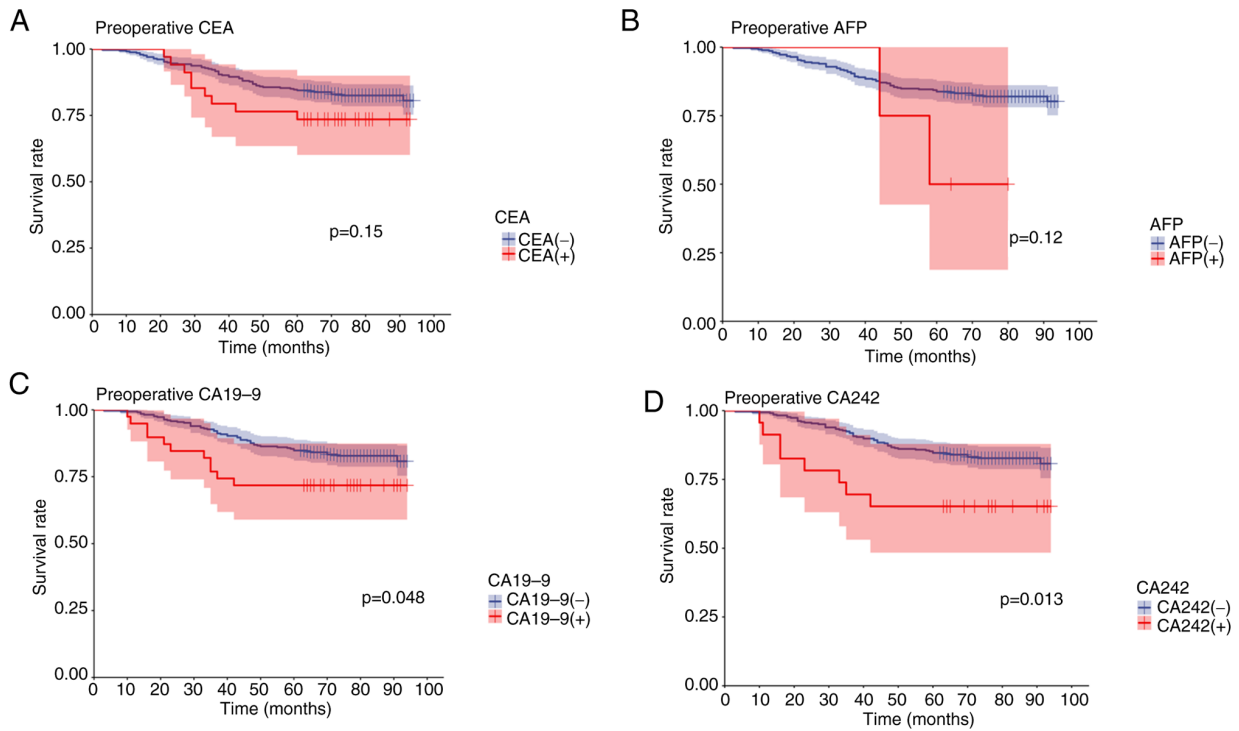 A
Preoperative CEA
1.00
0.75
0.50
0.25
0.00
Survival rate
p=0.15
0 10 20 30 40 50 60 70 80 90 100
Time (months)
CEA
CEA(−)
CEA(+)
B
Preoperative AFP
1.00
0.75
0.50
0.25
0.00
Survival rate
p=0.12
0 10 20 30 40 50 60 70 80 90 100
Time (months)
AFP
AFP(−)
AFP(+)
C
Preoperative CA19–9
1.00
0.75
0.50
0.25
0.00
Survival rate
p=0.048
0 10 20 30 40 50 60 70 80 90 100
Time (months)
CA19–9
CA19–9(−)
CA19–9(+)
D
Preoperative CA242
1.00
0.75
0.50
0.25
0.00
Survival rate
p=0.013
0 10 20 30 40 50 60 70 80 90 100
Time (months)
CA242
CA242(−)
CA242(+)